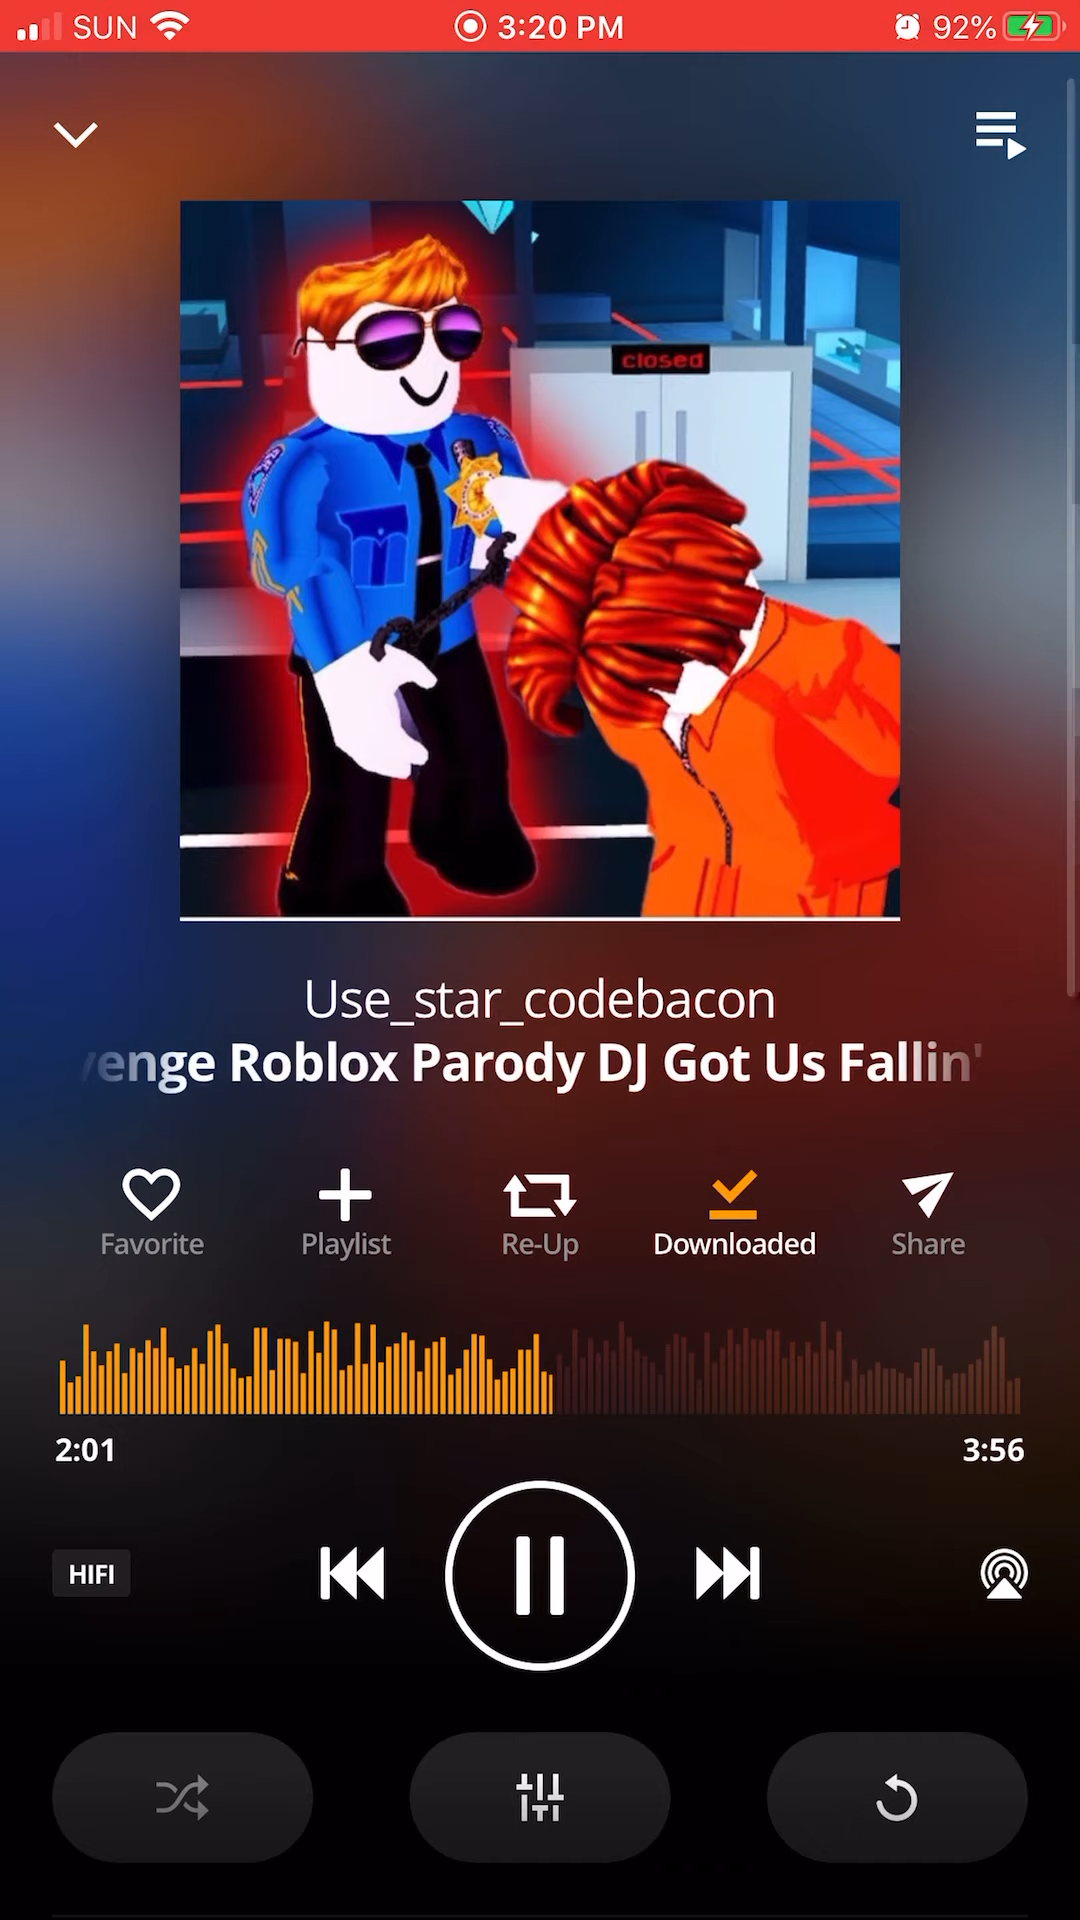 SUN 3:20 PM 92%
closed
Use_star_codebacon
venge Roblox Parody DJ Got Us Fallin'
Favorite Playlist Re-Up Downloaded Share
2:01 3:56
HIFI